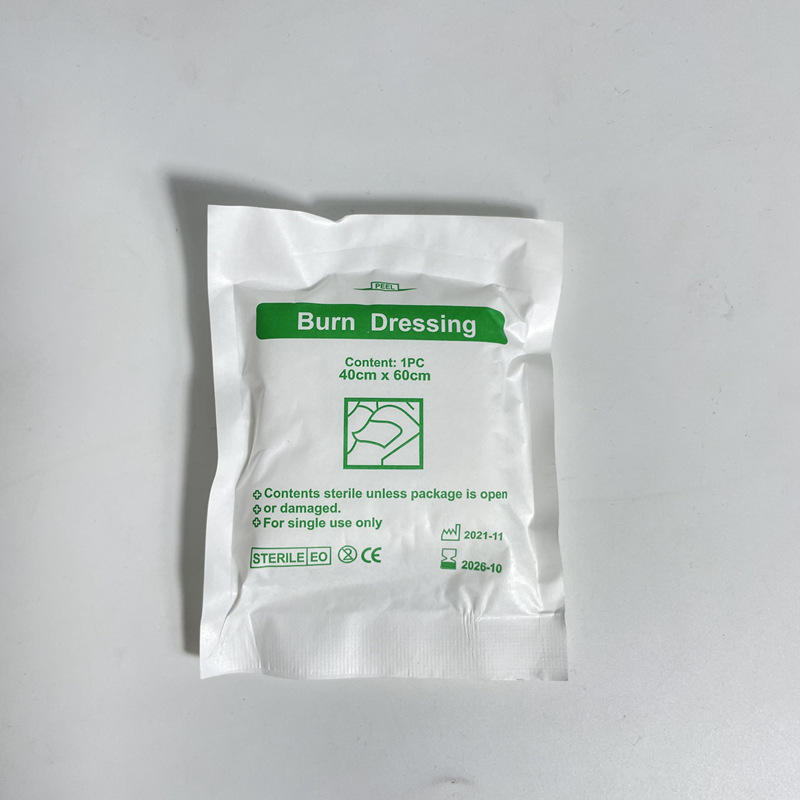 PEEL
Burn Dressing
Content: 1PC
40cm x 60cm
Contents sterile unless package is open
or damaged.
For single use only
2021-11
STERILE EO 2 CE
2026-10